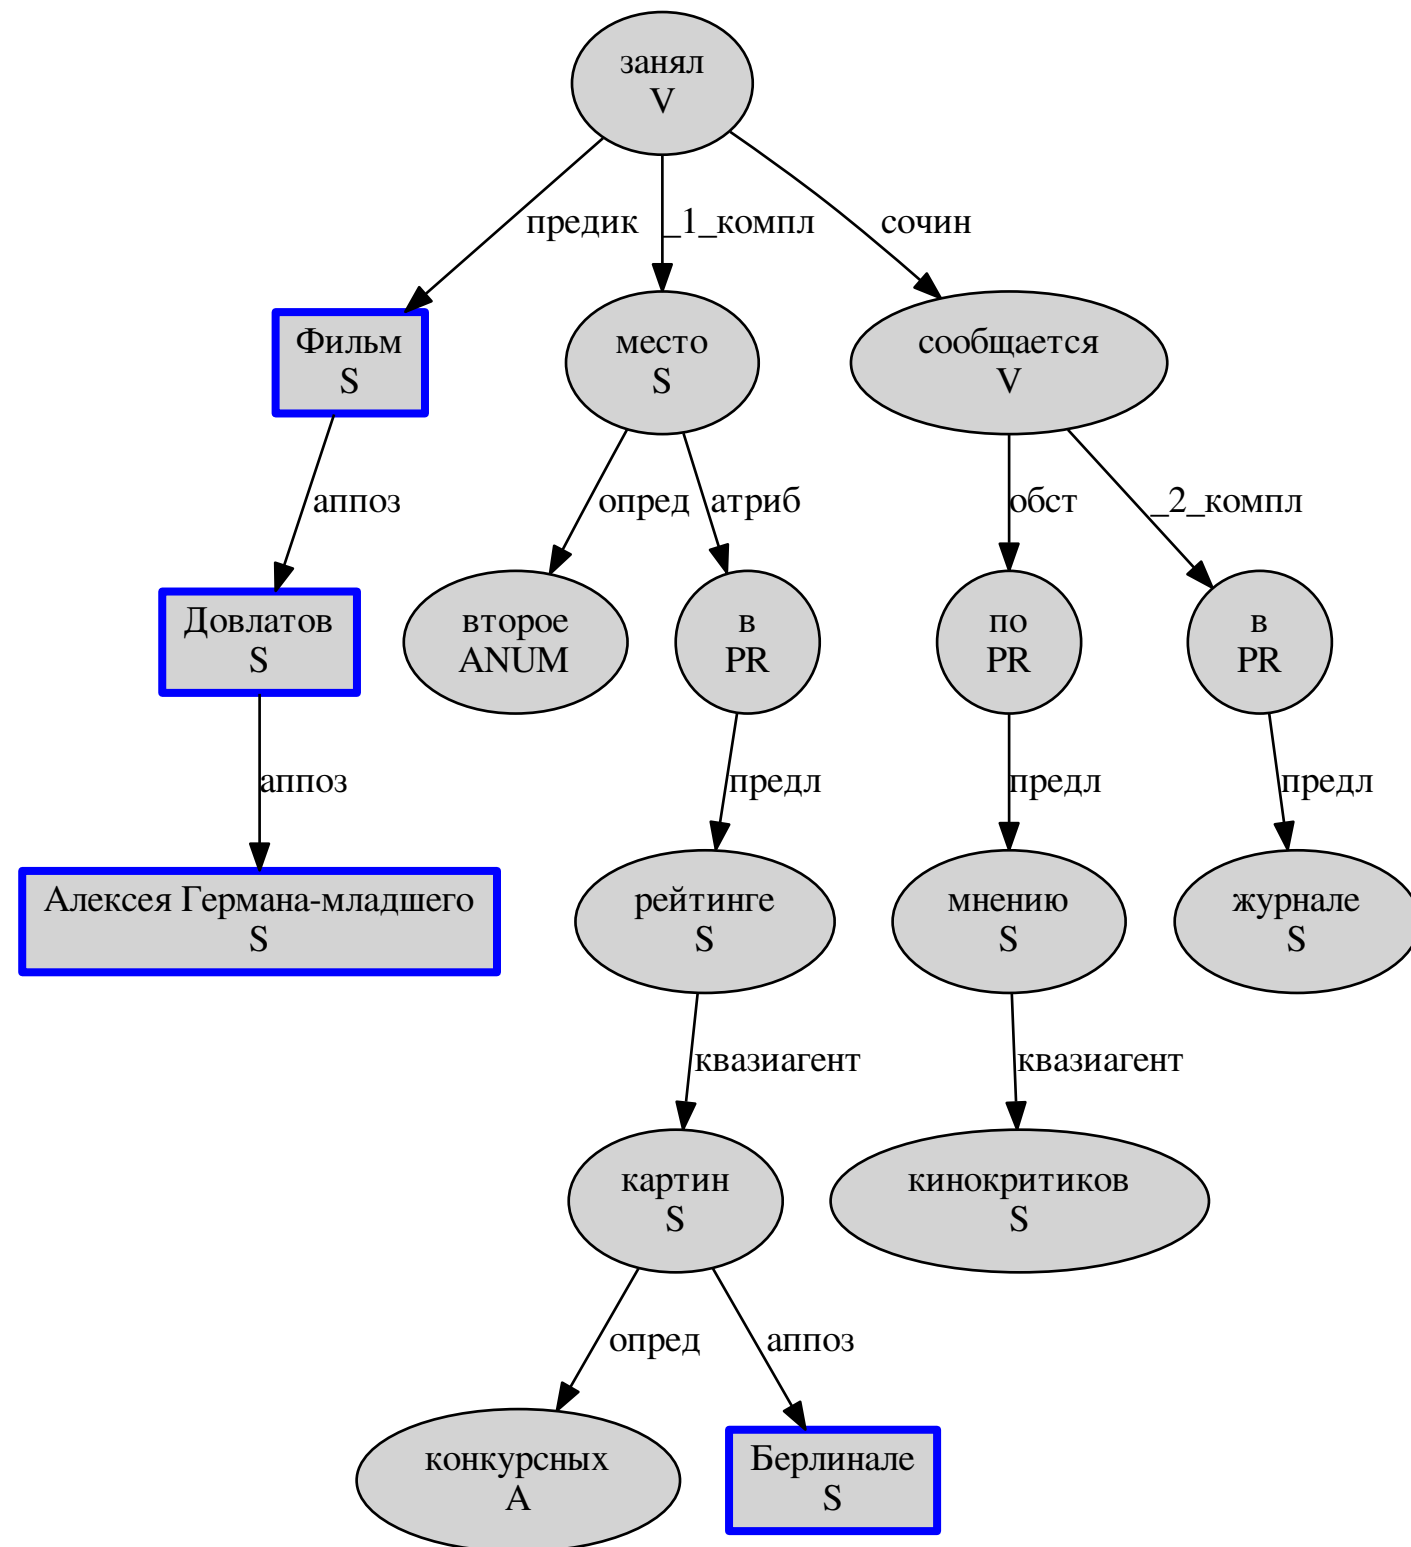 занял
V
предик
_1_компл
сочин
Фильм
S
место
S
сообщается
V
аппоз
опред
атриб
обст
_2_компл
Довлатов
S
второе
ANUM
в
PR
по
PR
в
PR
аппоз
предл
предл
предл
Алексея Германа-младшего
S
рейтинге
S
мнению
S
журнале
S
квазиагент
квазиагент
картин
S
кинокритиков
S
опред
аппоз
конкурсных
A
Берлинале
S